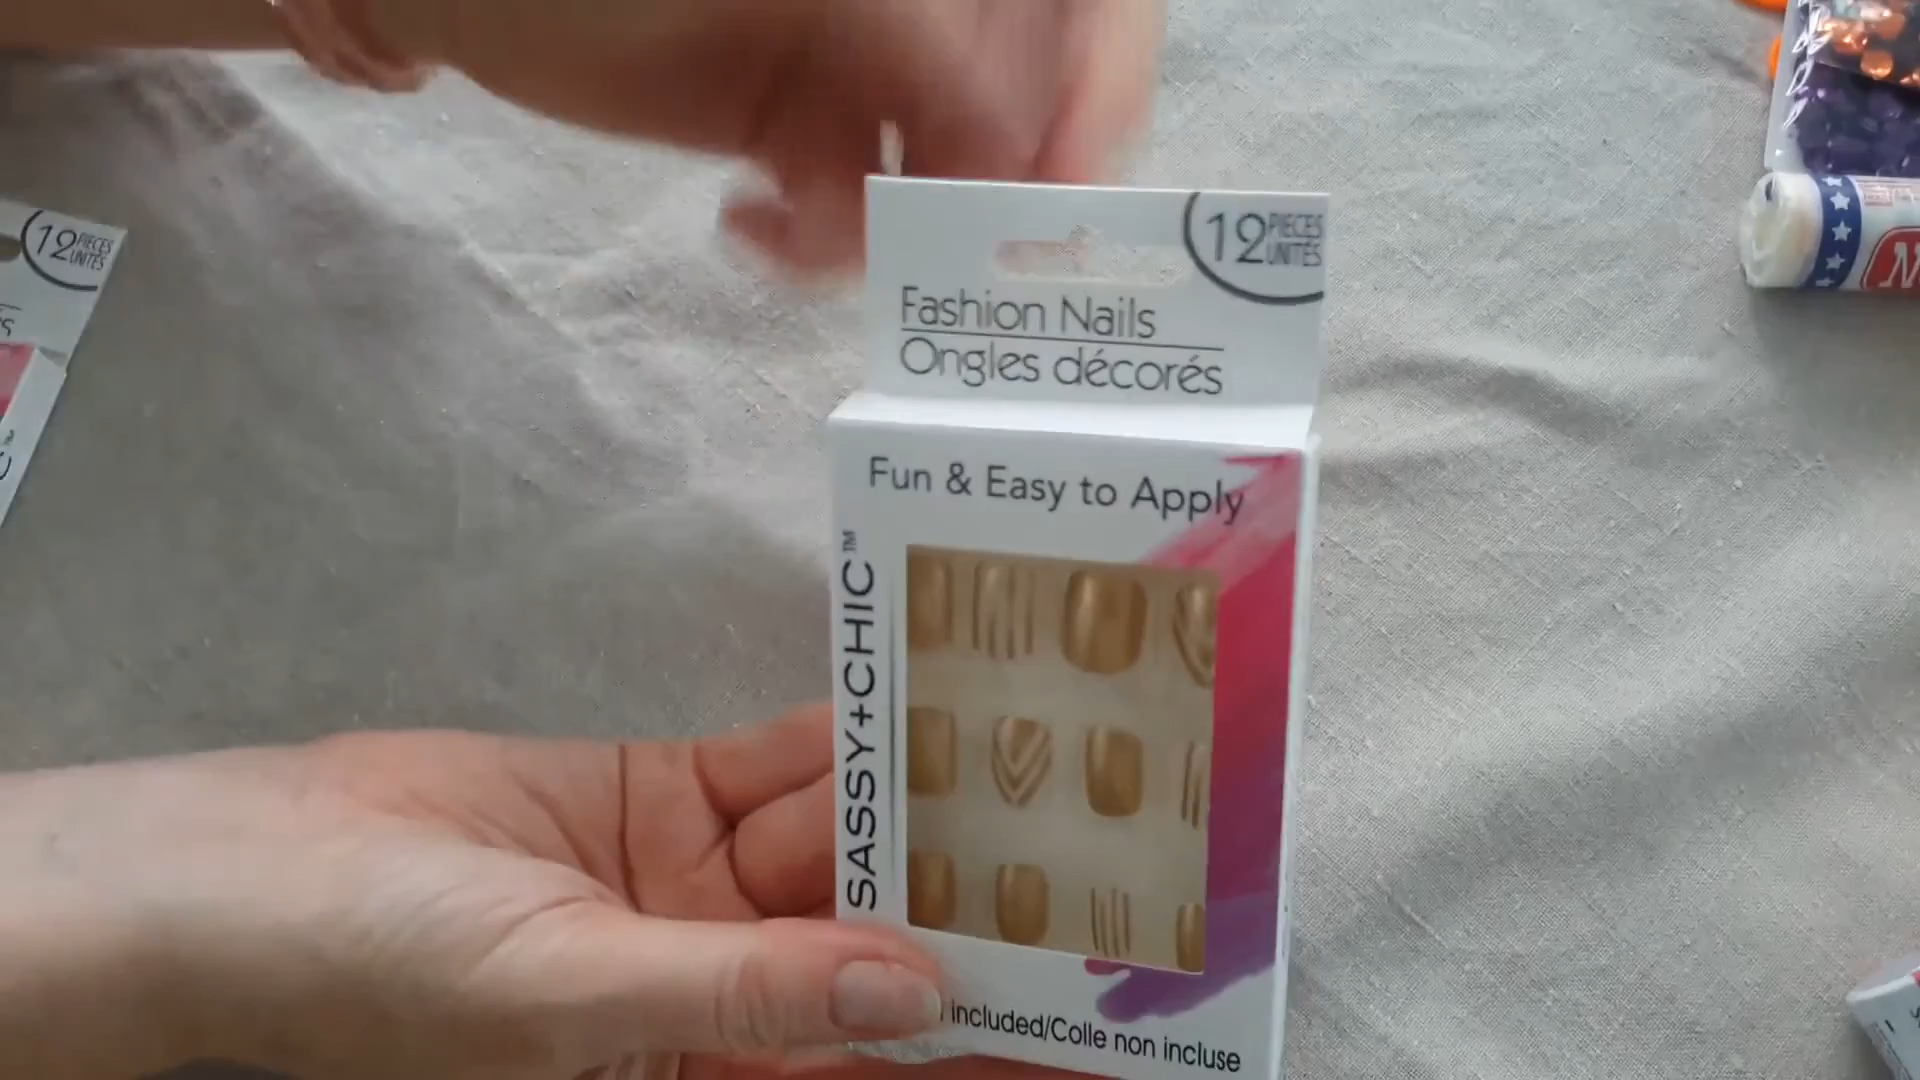 12 PIECES
UNITÉS
Fashion Nails
Ongles décorés
Fun & Easy to Apply
SASSY+CHIC™
included/Colle non incluse
12 PIECES
UNITÉS